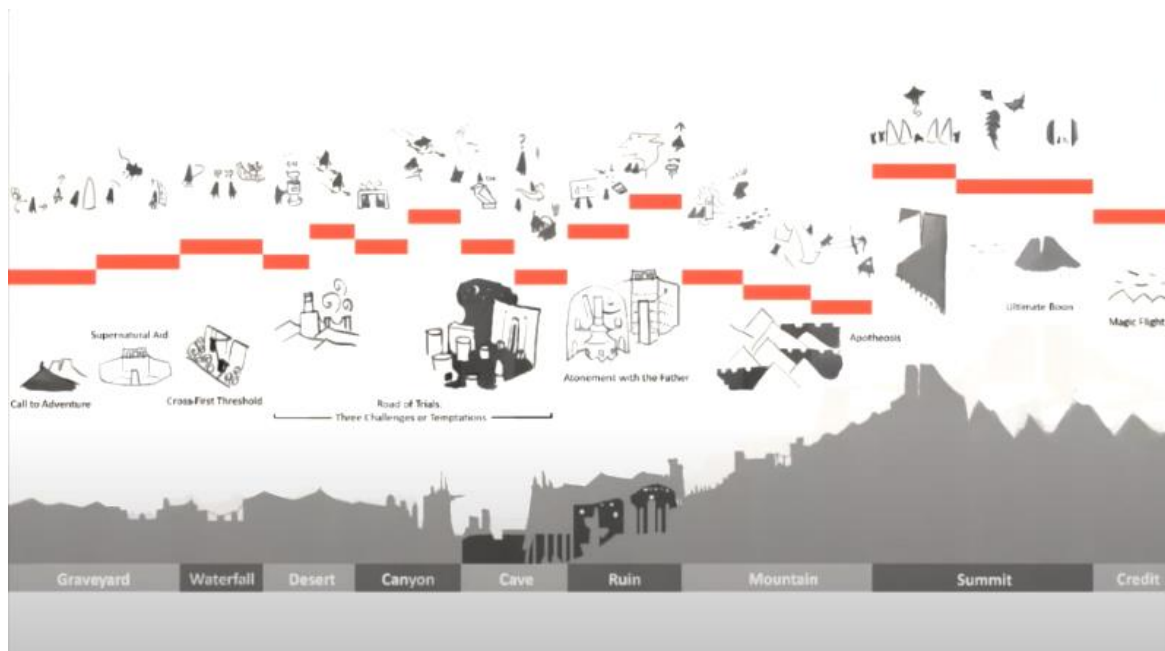 Supernatural Aid
Call to Adventure
Cross-First Threshold
Road of Trials
Three Challenges or Temptations
Atonement with the Father
Apotheosis
Ultimate Boon
Magic Flight
Graveyard
Waterfall
Desert
Canyon
Cave
Ruin
Mountain
Summit
Credit